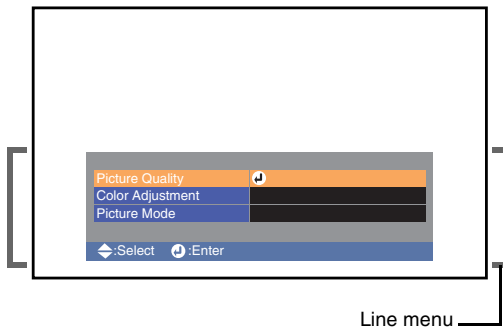 Picture Quality
Color Adjustment
Picture Mode
:Select :Enter
Line menu